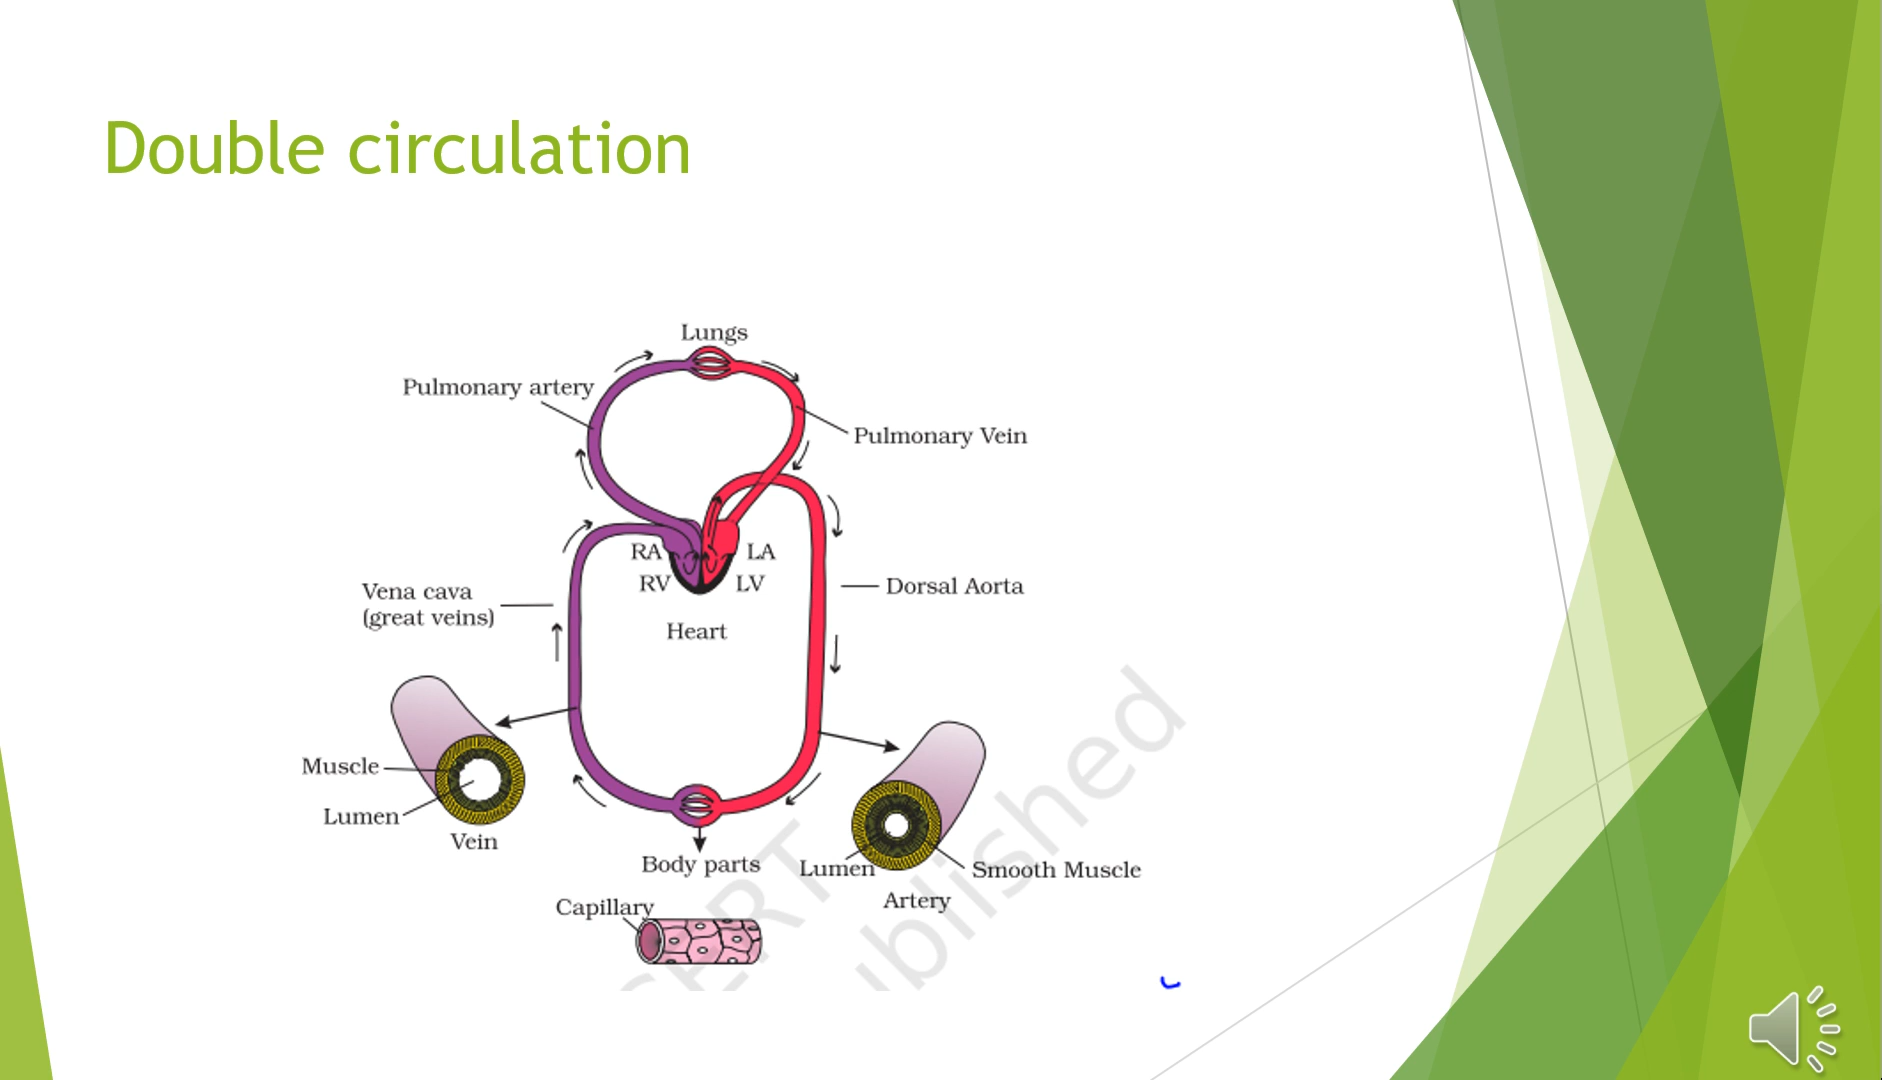 Double circulation
Lungs
Pulmonary artery
Pulmonary Vein
RA
LA
RV
LV
Vena cava
(great veins)
Dorsal Aorta
Heart
Muscle
Lumen
Vein
Body parts
Lumen
Smooth Muscle
Artery
Capillary